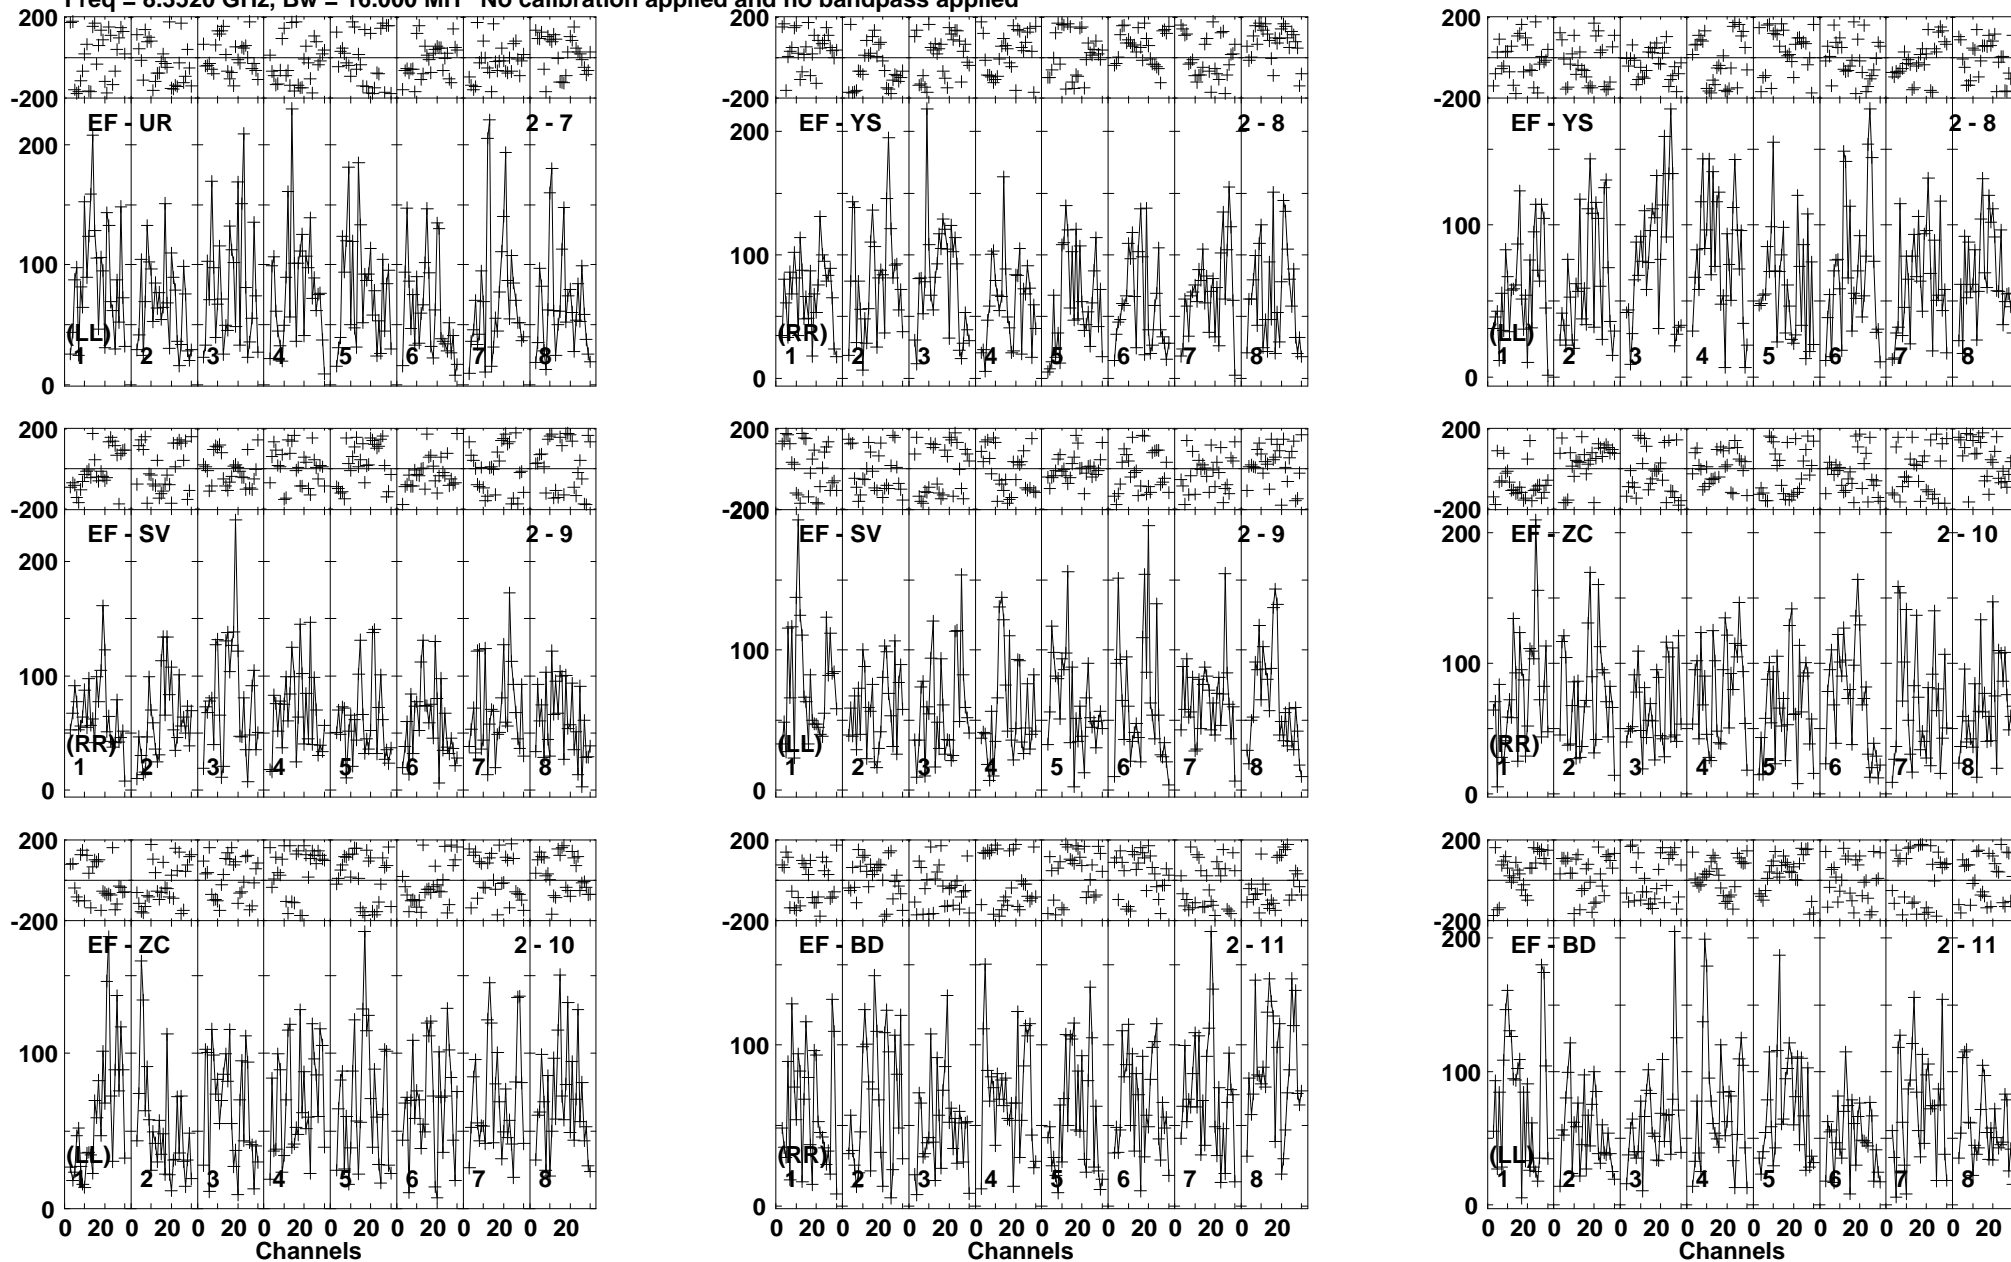 Freq = 8.3520 GHz, Bw = 16.000 MH No calibration applied and no bandpass applied
200 200 200
-200 -200 -200
EF - UR 2 - 7 EF - YS 2 - 8 EF - YS 2 - 8
200 200
100 100 100
(LL) (RR) (LL)
1 2 3 4 5 6 7 8 1 2 3 4 5 6 7 8 1 2 3 4 5 6 7 8
0 0 0
200 200 200
-200 -200 -200
EF - SV 2 - 9 EF - SV 2 - 9 EF - ZC 2 - 10
200 200
100 100 100
(RR) (LL) (RR)
1 2 3 4 5 6 7 8 1 2 3 4 5 6 7 8 1 2 3 4 5 6 7 8
0 0 0
200 200 200
-200 -200 -200
EF - ZC 2 - 10 EF - BD 2 - 11 EF - BD 2 - 11
200
100 100 100
(LL) (RR) (LL)
1 2 3 4 5 6 7 8 1 2 3 4 5 6 7 8 1 2 3 4 5 6 7 8
0 0 0
0 20 0 20 0 20 0 20 0 20 0 20 0 20 0 20 0 20 0 20 0 20 0 20 0 20 0 20 0 20 0 20 0 20 0 20 0 20 0 20 0 20 0 20 0 20 0 20
Channels Channels Channels